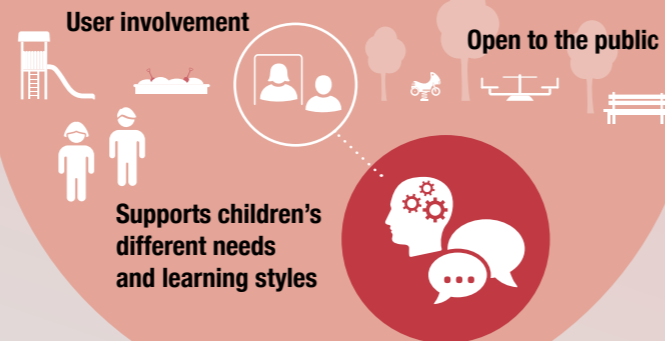 User involvement
Open to the public
Supports children's
different needs
and learning styles